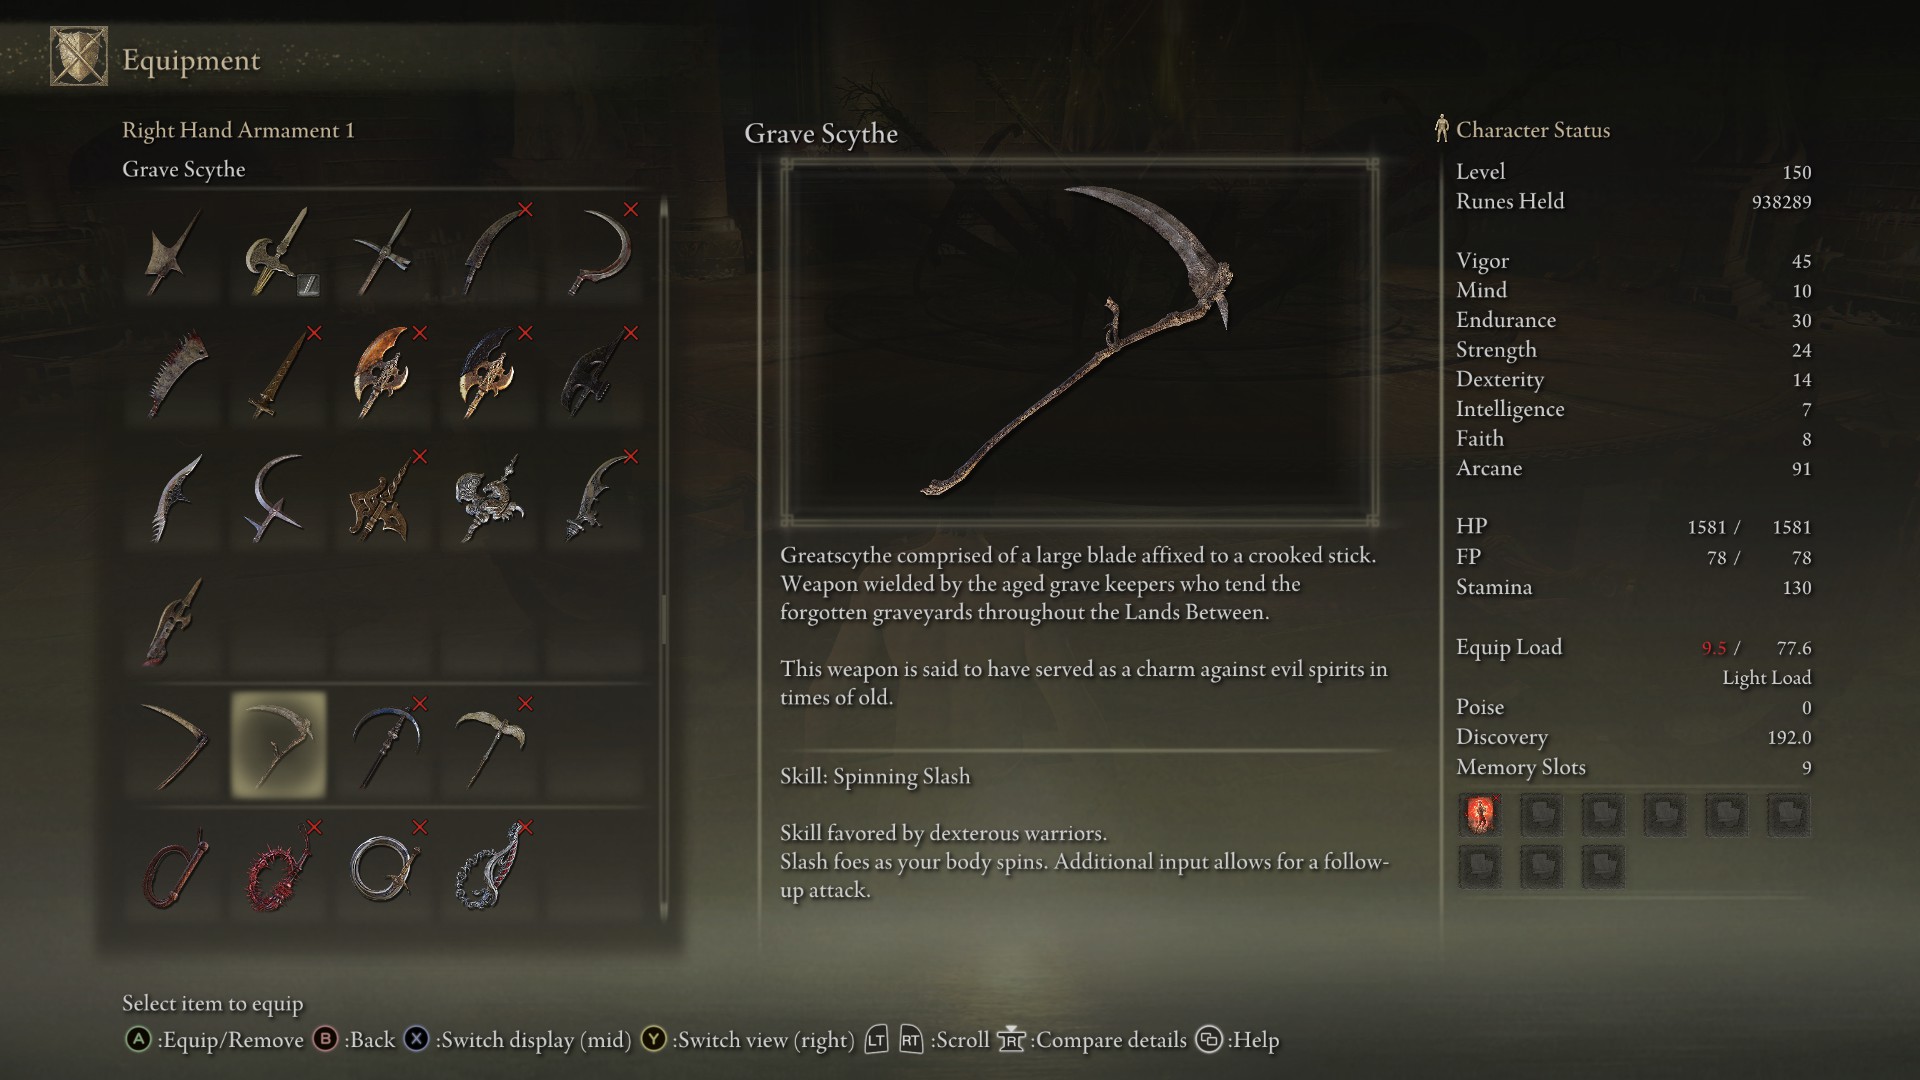 Equipment
Right Hand Armament 1
Grave Scythe
Grave Scythe
Greatscythe comprised of a large blade affixed to a crooked stick.
Weapon wielded by the aged grave keepers who tend the
forgotten graveyards throughout the Lands Between.
This weapon is said to have served as a charm against evil spirits in
times of old.
Skill: Spinning Slash
Skill favored by dexterous warriors.
Slash foes as your body spins. Additional input allows for a follow-
up attack.
Character Status
Level 150
Runes Held 938289
Vigor 45
Mind 10
Endurance 30
Strength 24
Dexterity 14
Intelligence 7
Faith 8
Arcane 91
HP 1581 / 1581
FP 78 / 78
Stamina 130
Equip Load 9.5 / 77.6
Light Load
Poise 0
Discovery 192.0
Memory Slots 9
Select item to equip
A :Equip/Remove B :Back X :Switch display (mid) Y :Switch view (right) LT RT :Scroll R :Compare details :Help